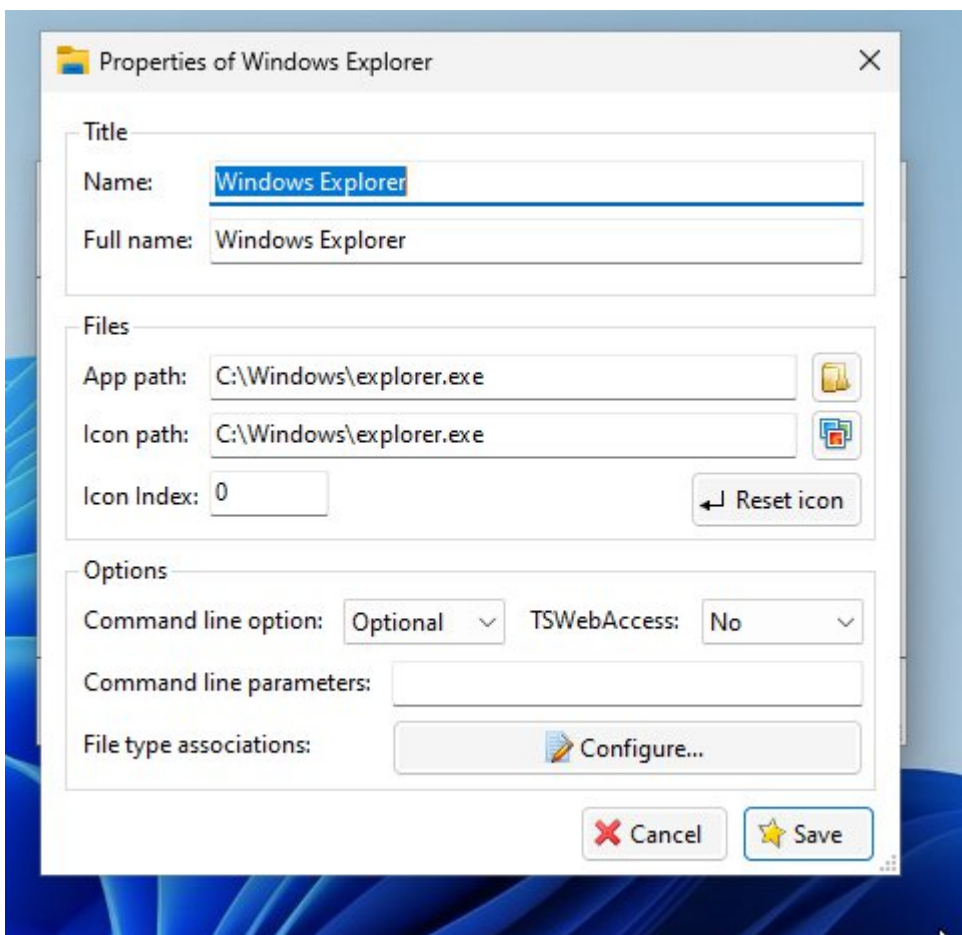 Properties of Windows Explorer
Title
Name: Windows Explorer
Full name: Windows Explorer
Files
App path: C:\Windows\explorer.exe
Icon path: C:\Windows\explorer.exe
Icon Index: 0 Reset icon
Options
Command line option: Optional TSWebAccess: No
Command line parameters:
File type associations: Configure...
Cancel Save